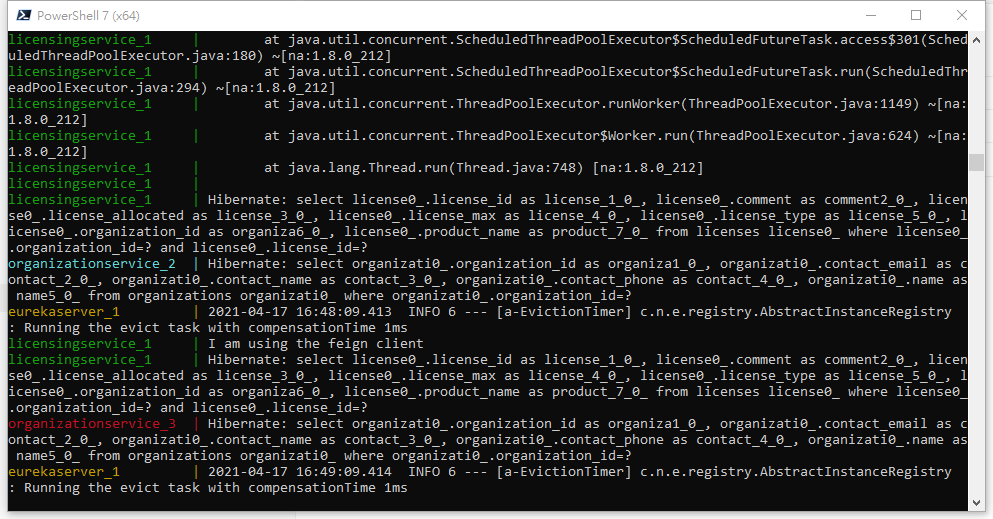 PowerShell 7 (x64)
licensingservice_1     |        at java.util.concurrent.ScheduledThreadPoolExecutor$ScheduledFutureTask.access$301(Sched
uledThreadPoolExecutor.java:180) ~[na:1.8.0_212]
licensingservice_1     |        at java.util.concurrent.ScheduledThreadPoolExecutor$ScheduledFutureTask.run(ScheduledThr
eadPoolExecutor.java:294) ~[na:1.8.0_212]
licensingservice_1     |        at java.util.concurrent.ThreadPoolExecutor.runWorker(ThreadPoolExecutor.java:1149) ~[na:
1.8.0_212]
licensingservice_1     |        at java.util.concurrent.ThreadPoolExecutor$Worker.run(ThreadPoolExecutor.java:624) ~[na:
1.8.0_212]
licensingservice_1     |        at java.lang.Thread.run(Thread.java:748) [na:1.8.0_212]
licensingservice_1     |
licensingservice_1     | Hibernate: select license0_.license_id as license_1_0_, license0_.comment as comment2_0_, licen
se0_.license_allocated as license_3_0_, license0_.license_max as license_4_0_, license0_.license_type as license_5_0_, l
icense0_.organization_id as organiza6_0_, license0_.product_name as product_7_0_ from licenses license0_ where license0_
.organization_id=? and license0_.license_id=?
organizationservice_2  | Hibernate: select organizati0_.organization_id as organiza1_0_, organizati0_.contact_email as c
ontact_2_0_, organizati0_.contact_name as contact_3_0_, organizati0_.contact_phone as contact_4_0_, organizati0_.name as
 name5_0_ from organizations organizati0_ where organizati0_.organization_id=?
eurekaserver_1         | 2021-04-17 16:48:09.413  INFO 6 --- [a-EvictionTimer] c.n.e.registry.AbstractInstanceRegistry
: Running the evict task with compensationTime 1ms
licensingservice_1     | I am using the feign client
licensingservice_1     | Hibernate: select license0_.license_id as license_1_0_, license0_.comment as comment2_0_, licen
se0_.license_allocated as license_3_0_, license0_.license_max as license_4_0_, license0_.license_type as license_5_0_, l
icense0_.organization_id as organiza6_0_, license0_.product_name as product_7_0_ from licenses license0_ where license0_
.organization_id=? and license0_.license_id=?
organizationservice_3  | Hibernate: select organizati0_.organization_id as organiza1_0_, organizati0_.contact_email as c
ontact_2_0_, organizati0_.contact_name as contact_3_0_, organizati0_.contact_phone as contact_4_0_, organizati0_.name as
 name5_0_ from organizations organizati0_ where organizati0_.organization_id=?
eurekaserver_1         | 2021-04-17 16:49:09.414  INFO 6 --- [a-EvictionTimer] c.n.e.registry.AbstractInstanceRegistry
: Running the evict task with compensationTime 1ms